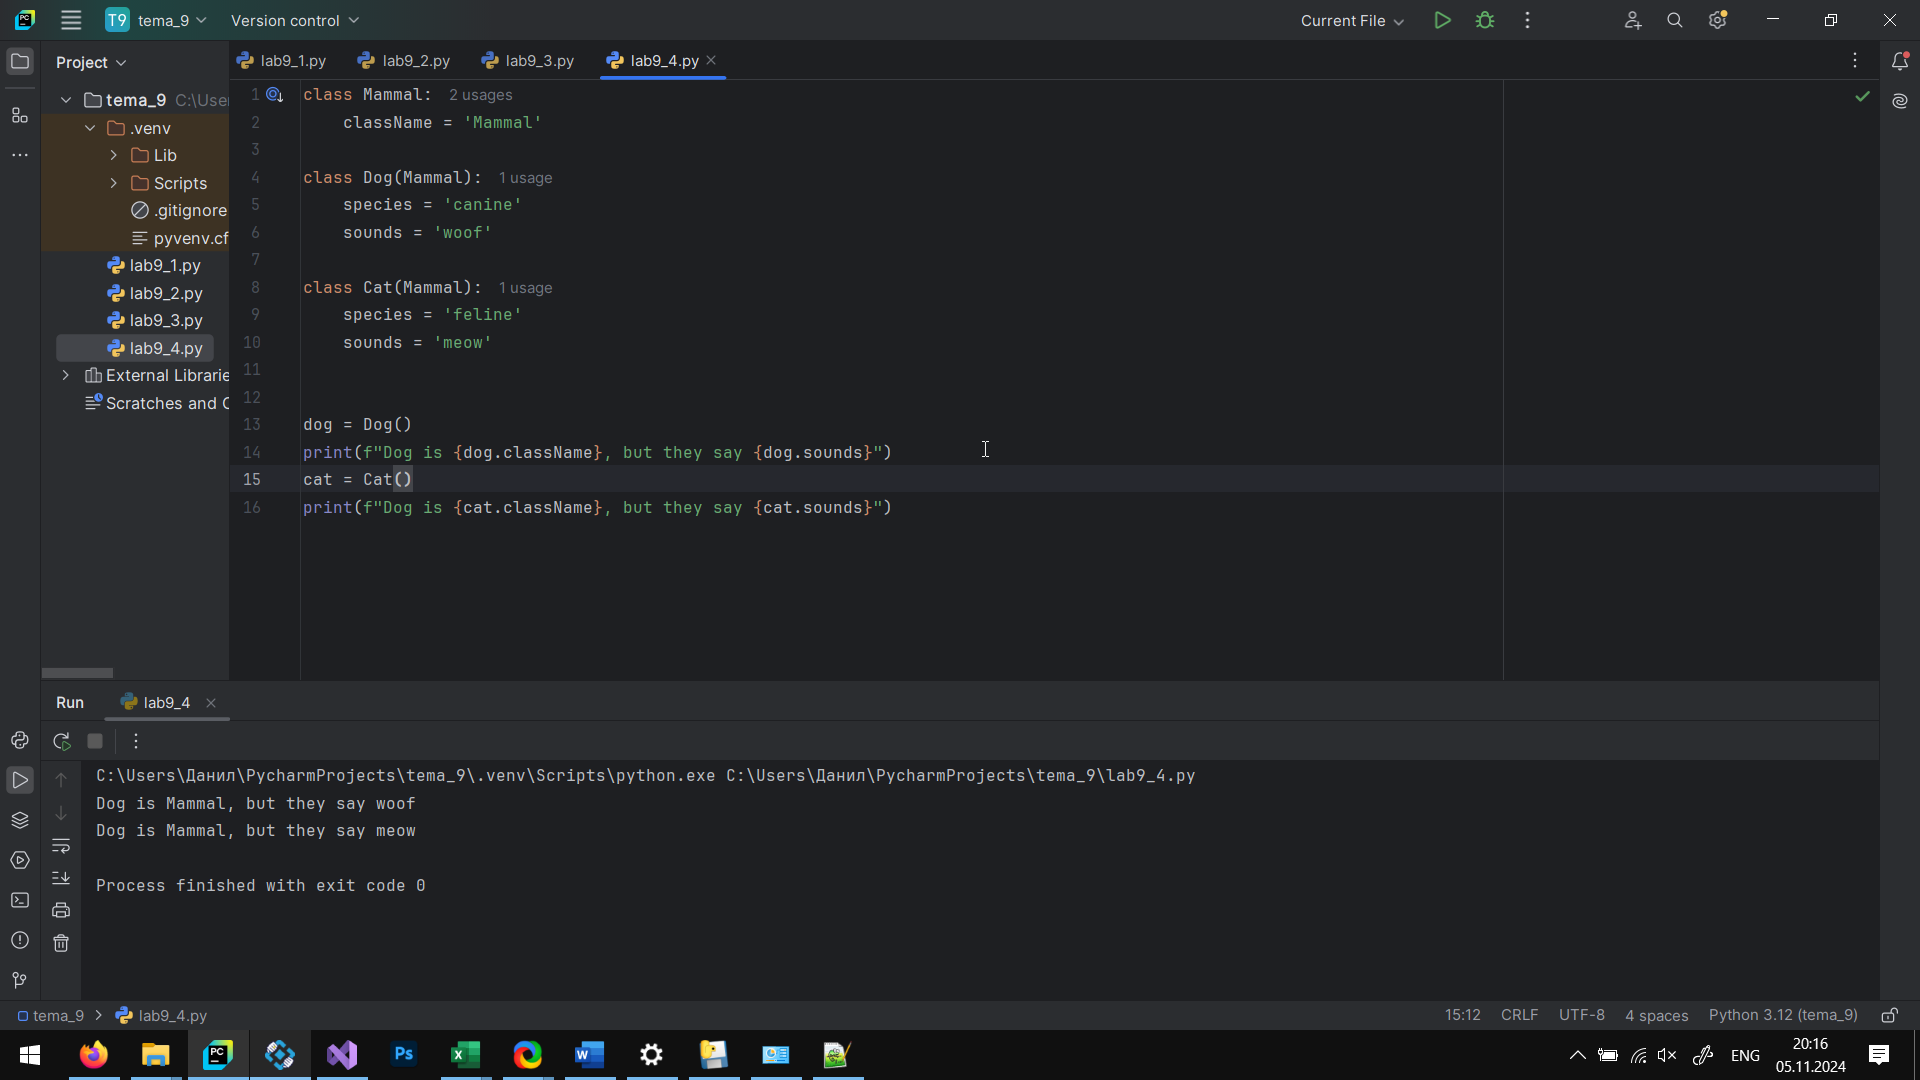 T9 tema_9 Version control Current File
Project
lab9_1.py lab9_2.py lab9_3.py lab9_4.py
tema_9 C:\Use
.venv
Lib
Scripts
.gitignore
pyvenv.cf
lab9_1.py
lab9_2.py
lab9_3.py
lab9_4.py
External Librarie
Scratches and C
1 class Mammal: 2 usages
2 className = 'Mammal'
3
4 class Dog(Mammal): 1 usage
5 species = 'canine'
6 sounds = 'woof'
7
8 class Cat(Mammal): 1 usage
9 species = 'feline'
10 sounds = 'meow'
11
12
13 dog = Dog()
14 print(f"Dog is {dog.className}, but they say {dog.sounds}")
15 cat = Cat()
16 print(f"Dog is {cat.className}, but they say {cat.sounds}")
Run lab9_4
C:\Users\Данил\PycharmProjects\tema_9\.venv\Scripts\python.exe C:\Users\Данил\PycharmProjects\tema_9\lab9_4.py
Dog is Mammal, but they say woof
Dog is Mammal, but they say meow
Process finished with exit code 0
tema_9 > lab9_4.py 15:12 CRLF UTF-8 4 spaces Python 3.12 (tema_9)
PC Ps X W ENG 20:16
05.11.2024